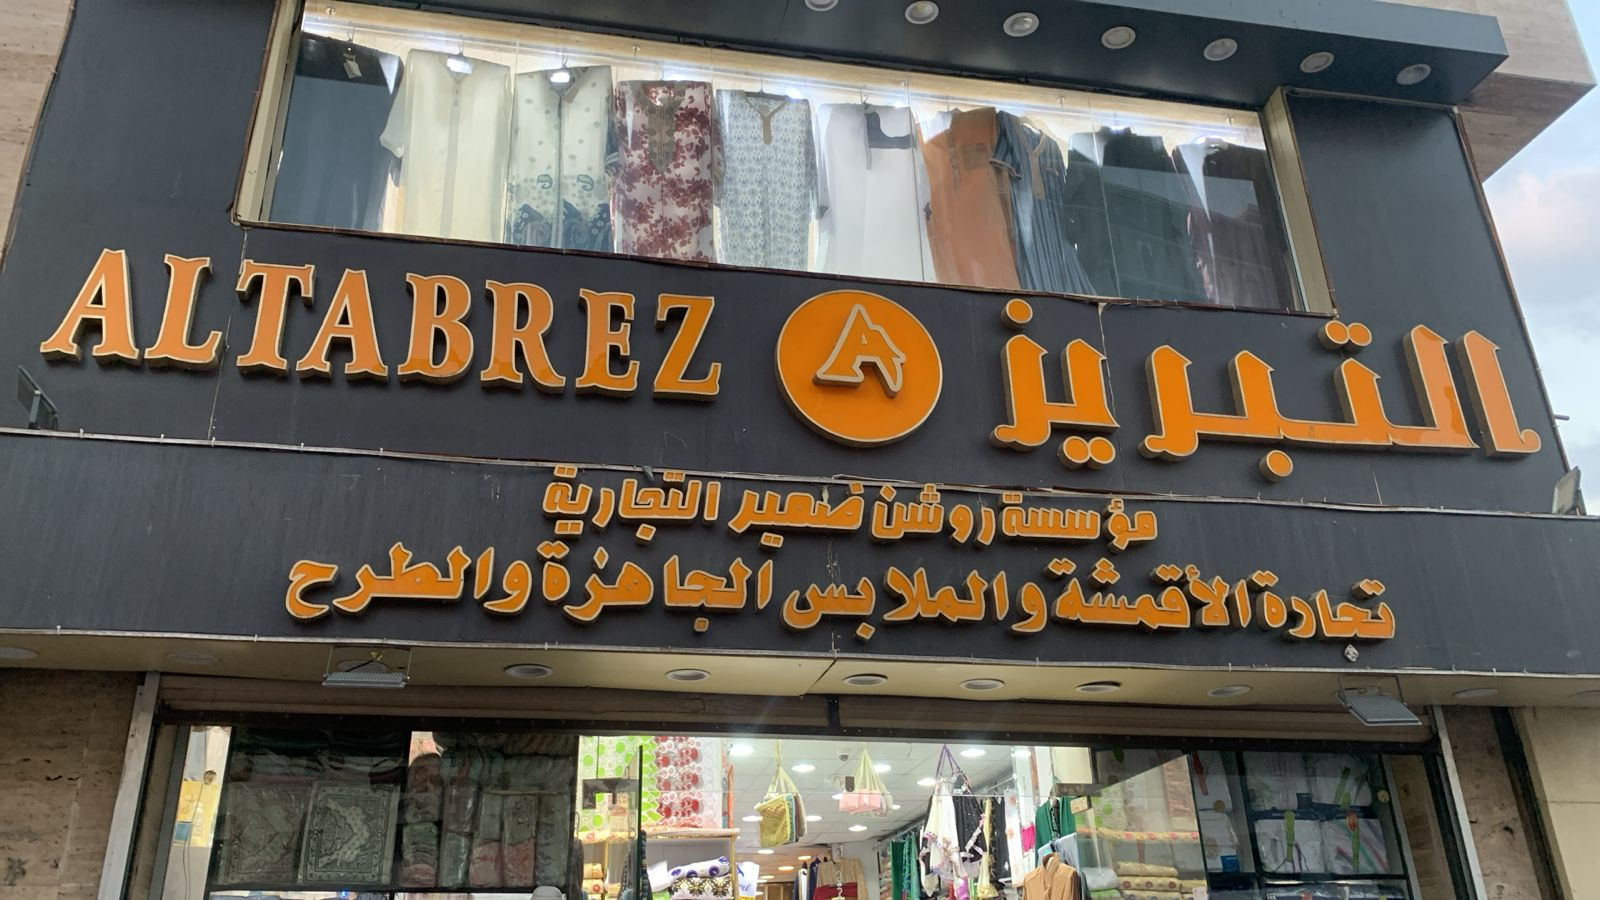 ALTABREZ A التبريز
مؤسسة روشن ضمير التجارية
تجارة الأقمشة والملابس الجاهزة والطرح